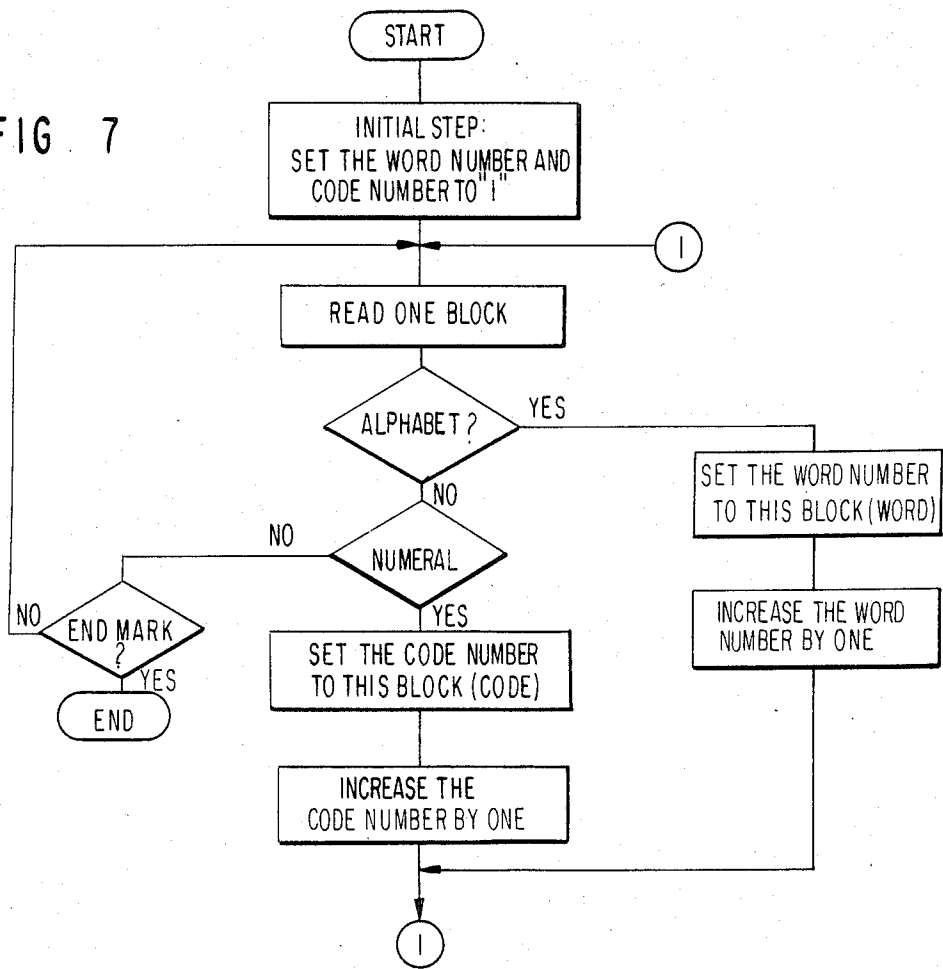 START
FIG 7
INITIAL STEP:
SET THE WORD NUMBER AND
CODE NUMBER TO "1"
1
READ ONE BLOCK
ALPHABET ?
YES
NO
SET THE WORD NUMBER
TO THIS BLOCK (WORD)
NO
NUMERAL
YES
INCREASE THE WORD
NUMBER BY ONE
NO
END MARK
?
YES
END
SET THE CODE NUMBER
TO THIS BLOCK (CODE)
INCREASE THE
CODE NUMBER BY ONE
1